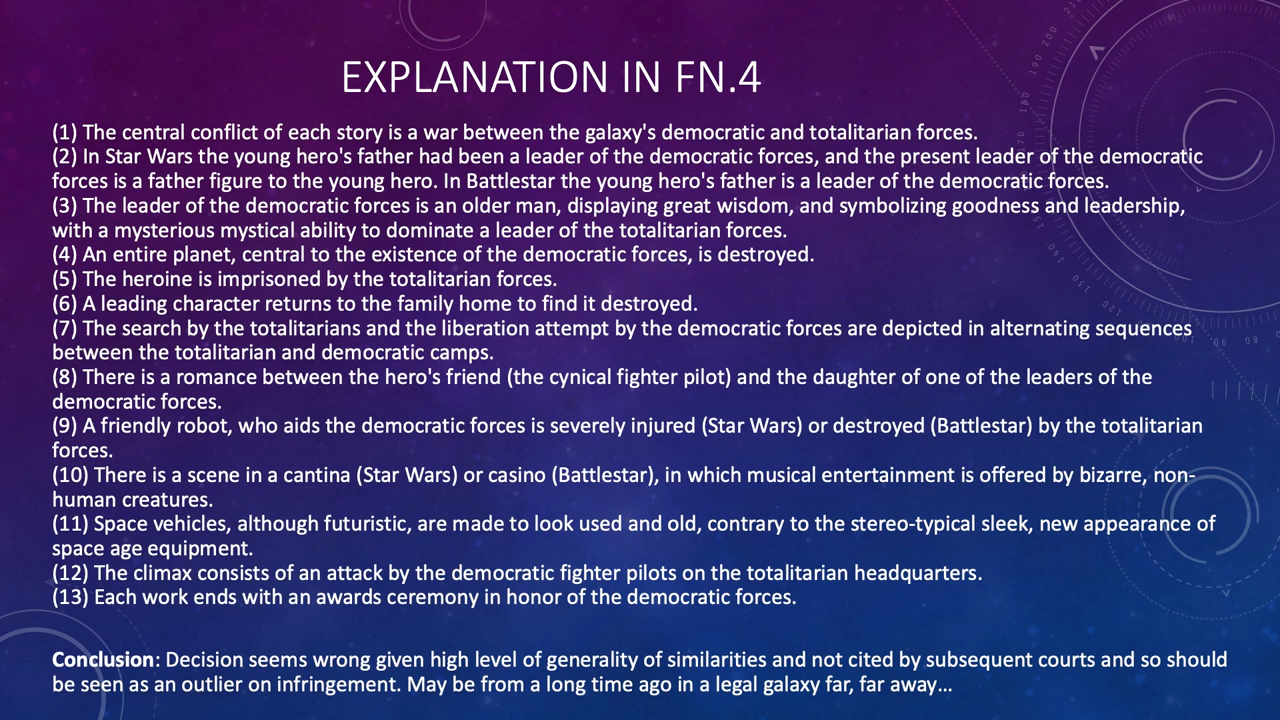 EXPLANATION IN FN.4
(1) The central conflict of each story is a war between the galaxy's democratic and totalitarian forces.
(2) In Star Wars the young hero's father had been a leader of the democratic forces, and the present leader of the democratic
forces is a father figure to the young hero. In Battlestar the young hero's father is a leader of the democratic forces.
(3) The leader of the democratic forces is an older man, displaying great wisdom, and symbolizing goodness and leadership,
with a mysterious mystical ability to dominate a leader of the totalitarian forces.
(4) An entire planet, central to the existence of the democratic forces, is destroyed.
(5) The heroine is imprisoned by the totalitarian forces.
(6) A leading character returns to the family home to find it destroyed.
(7) The search by the totalitarians and the liberation attempt by the democratic forces are depicted in alternating sequences
between the totalitarian and democratic camps.
(8) There is a romance between the hero's friend (the cynical fighter pilot) and the daughter of one of the leaders of the
democratic forces.
(9) A friendly robot, who aids the democratic forces is severely injured (Star Wars) or destroyed (Battlestar) by the totalitarian
forces.
(10) There is a scene in a cantina (Star Wars) or casino (Battlestar), in which musical entertainment is offered by bizarre, non-
human creatures.
(11) Space vehicles, although futuristic, are made to look used and old, contrary to the stereo-typical sleek, new appearance of
space age equipment.
(12) The climax consists of an attack by the democratic fighter pilots on the totalitarian headquarters.
(13) Each work ends with an awards ceremony in honor of the democratic forces.
Conclusion: Decision seems wrong given high level of generality of similarities and not cited by subsequent courts and so should
be seen as an outlier on infringement. May be from a long time ago in a legal galaxy far, far away...